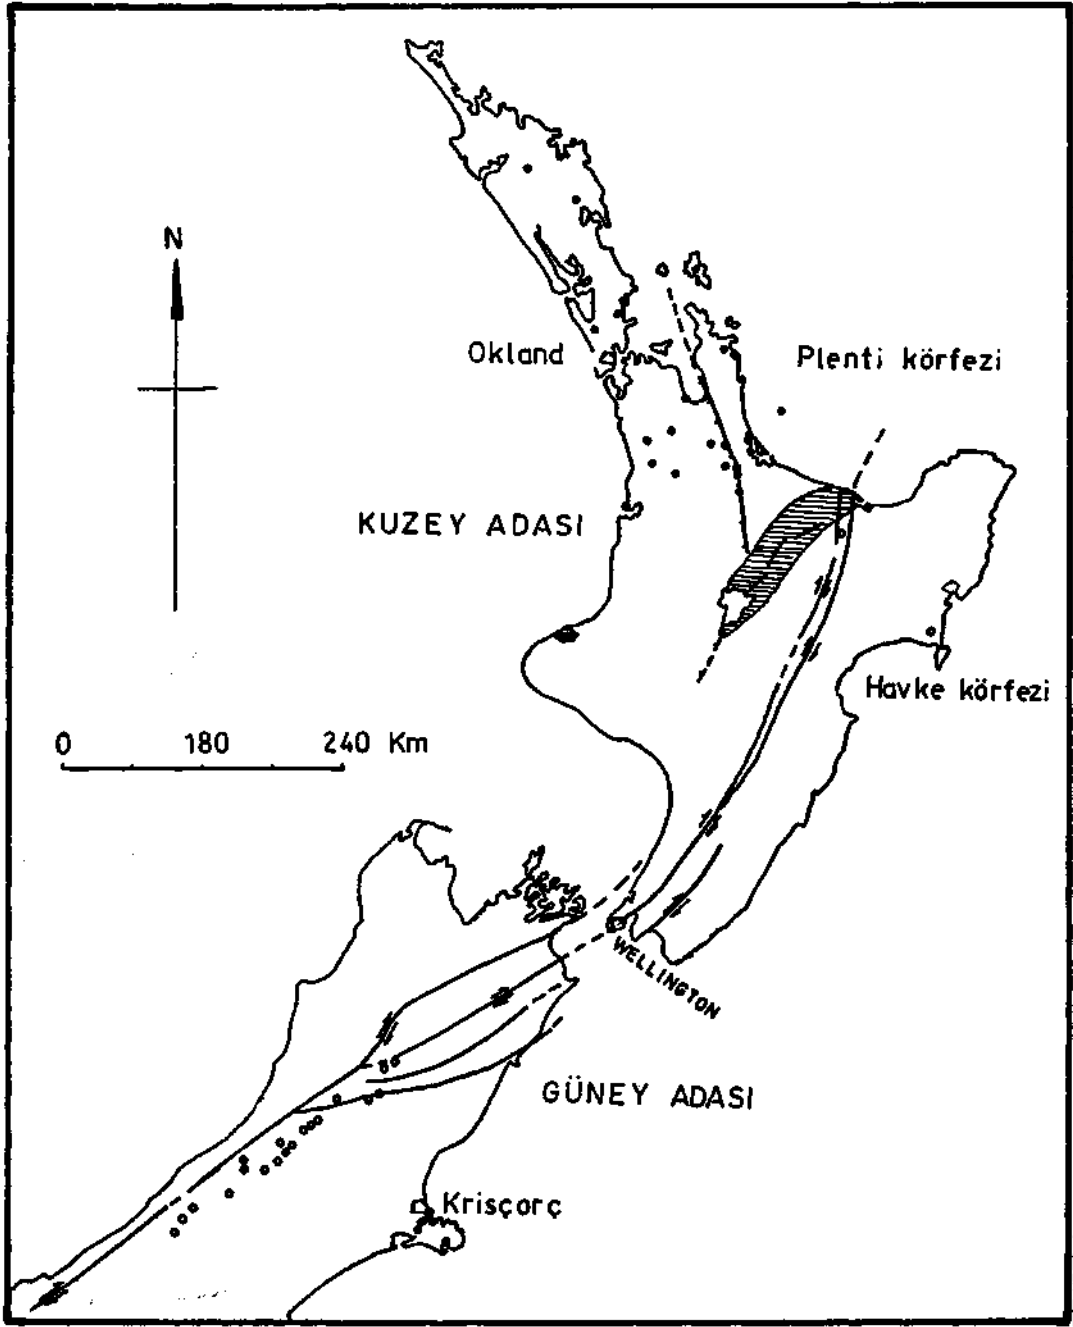 N
Okland
Plenti körfezi
KUZEY ADASI
Havke körfezi
0 180 240 Km
WELLINGTON
GÜNEY ADASI
Krisçorç